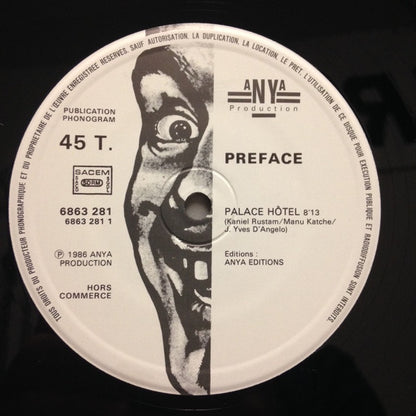 TOUS DROITS DU PRODUCTEUR PHONOGRAPHIQUE ET DU PROPRIETAIRE DE L'ŒUVRE ENREGISTREE RESERVES. SAUF AUTORISATION, LA DUPLICATION, LA LOCATION, LE PRET, L'UTILISATION DE CE DISQUE POUR EXECUTION PUBLIQUE ET RADIODIFFUSION SONT INTERDITS.
aNYa
Production
PUBLICATION
PHONOGRAM
45 T.
PREFACE
SACEM
SACD
SDRM
SGDL
6863 281
6863 281 1
PALACE HÔTEL 8'13
(Kaniel Rustam/Manu Katche/
J. Yves D'Angelo)
Ⓟ 1986 ANYA
PRODUCTION
Editions :
ANYA EDITIONS
HORS
COMMERCE